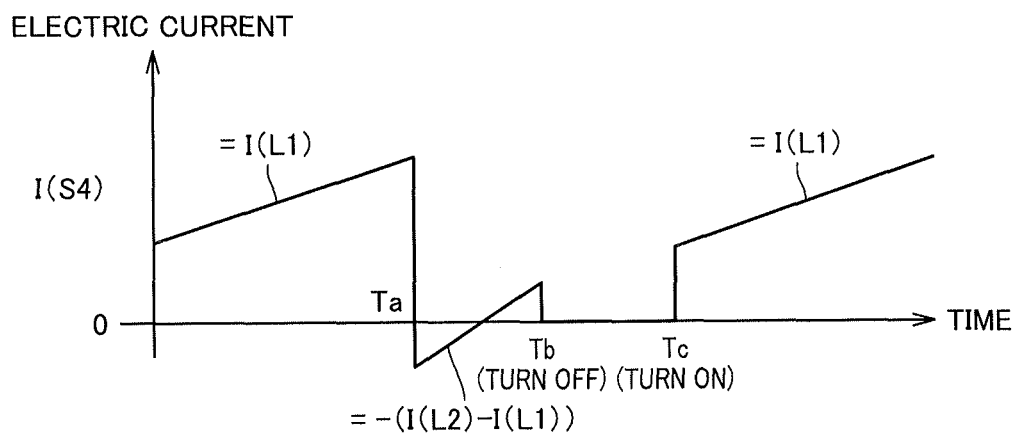 ELECTRIC CURRENT
= I(L1)
= I(L1)
I(S4)
Ta
0
TIME
Tb
Tc
(TURN OFF) (TURN ON)
= -(I(L2)-I(L1))